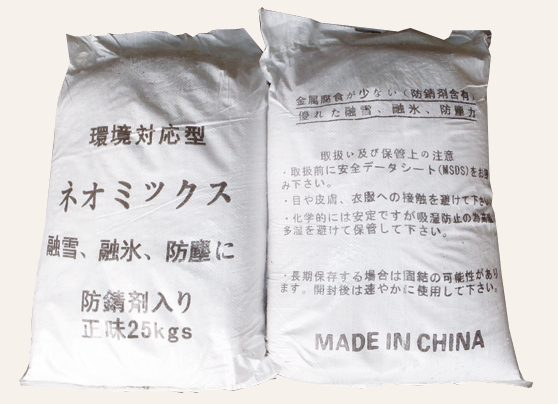 環境対応型
ネオミックス
融雪、融氷、防塵に
防錆剤入り
正味25kgs
金属腐食が少ない(防錆剤含有)
優れた融雪、融氷、防塵力
取扱い及び保管上の注意
・取扱前に安全データシート(MSDS)をお読
み下さい。
・目や皮膚、衣服への接触を避けて下さい
・化学的には安定ですが吸湿防止の為高温
多湿を避けて保管して下さい。
・長期保存する場合は固結の可能性があり
ます。開封後は速やかに使用して下さい。
MADE IN CHINA